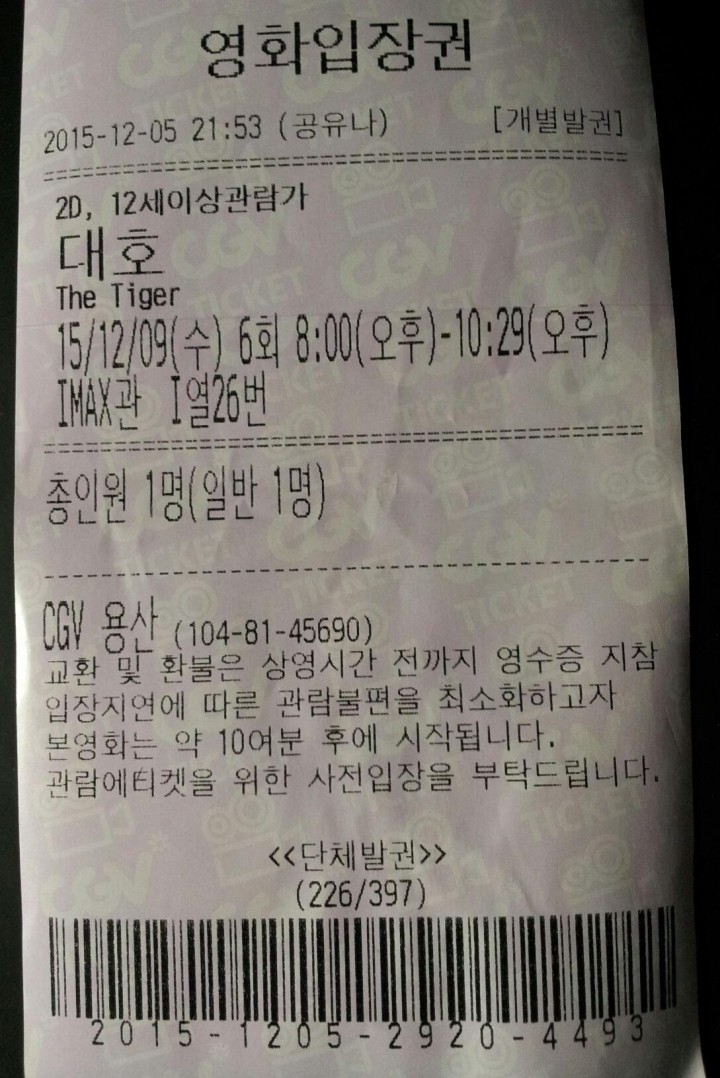 영화입장권
2015-12-05 21:53 (공유나) [개별발권]
2D, 12세이상관람가
대호
The Tiger
15/12/09(수) 6회 8:00(오후)-10:29(오후)
IMAX관 I열26번
총인원 1명(일반 1명)
CGV 용산 (104-81-45690)
교환 및 환불은 상영시간 전까지 영수증 지참
입장지연에 따른 관람불편을 최소화하고자
본영화는 약 10여분 후에 시작됩니다.
관람에티켓을 위한 사전입장을 부탁드립니다.
<<단체발권>>
(226/397)
2015-1205-2920-4493